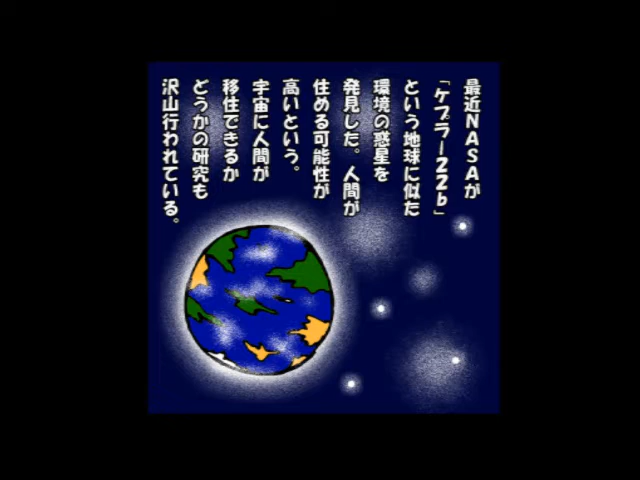 最近NASAが
「ケプラー22b」
という地球に似た
環境の惑星を
発見した。人間が
住める可能性が
高いという。
宇宙に人間が
移住できるか
どうかの研究も
沢山行われている。